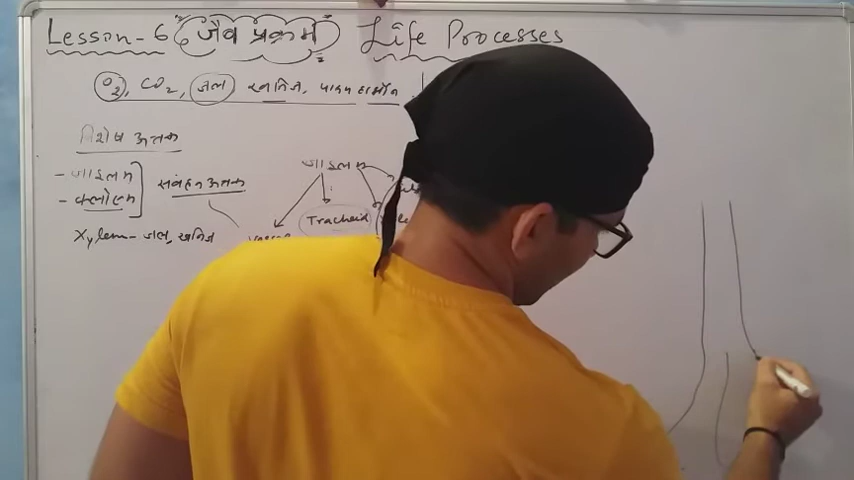 Lesson-6 जैव प्रक्रम Life Processes
O2, CO2, जल खनिज, पादप हार्मोन
विशेष ऊतक
- जाइलम
- फ्लोएम
संवहन ऊतक
Xylem - जल, खनिज
जाइलम
Tracheid